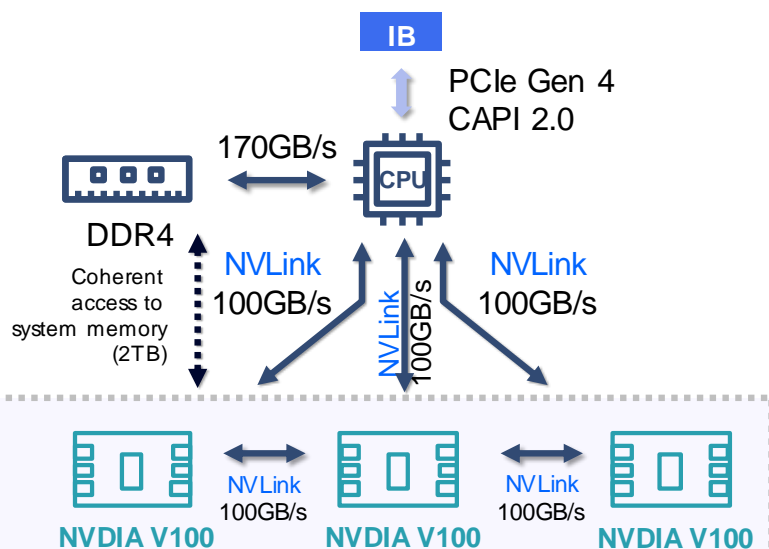 IB
PCIe Gen 4
CAPI 2.0
170GB/s
CPU
DDR4
Coherent
access to
system memory
(2TB)
NVLink
100GB/s
NVLink
100GB/s
NVLink
100GB/s
NVLink
100GB/s
NVLink
100GB/s
NVDIA V100
NVDIA V100
NVDIA V100